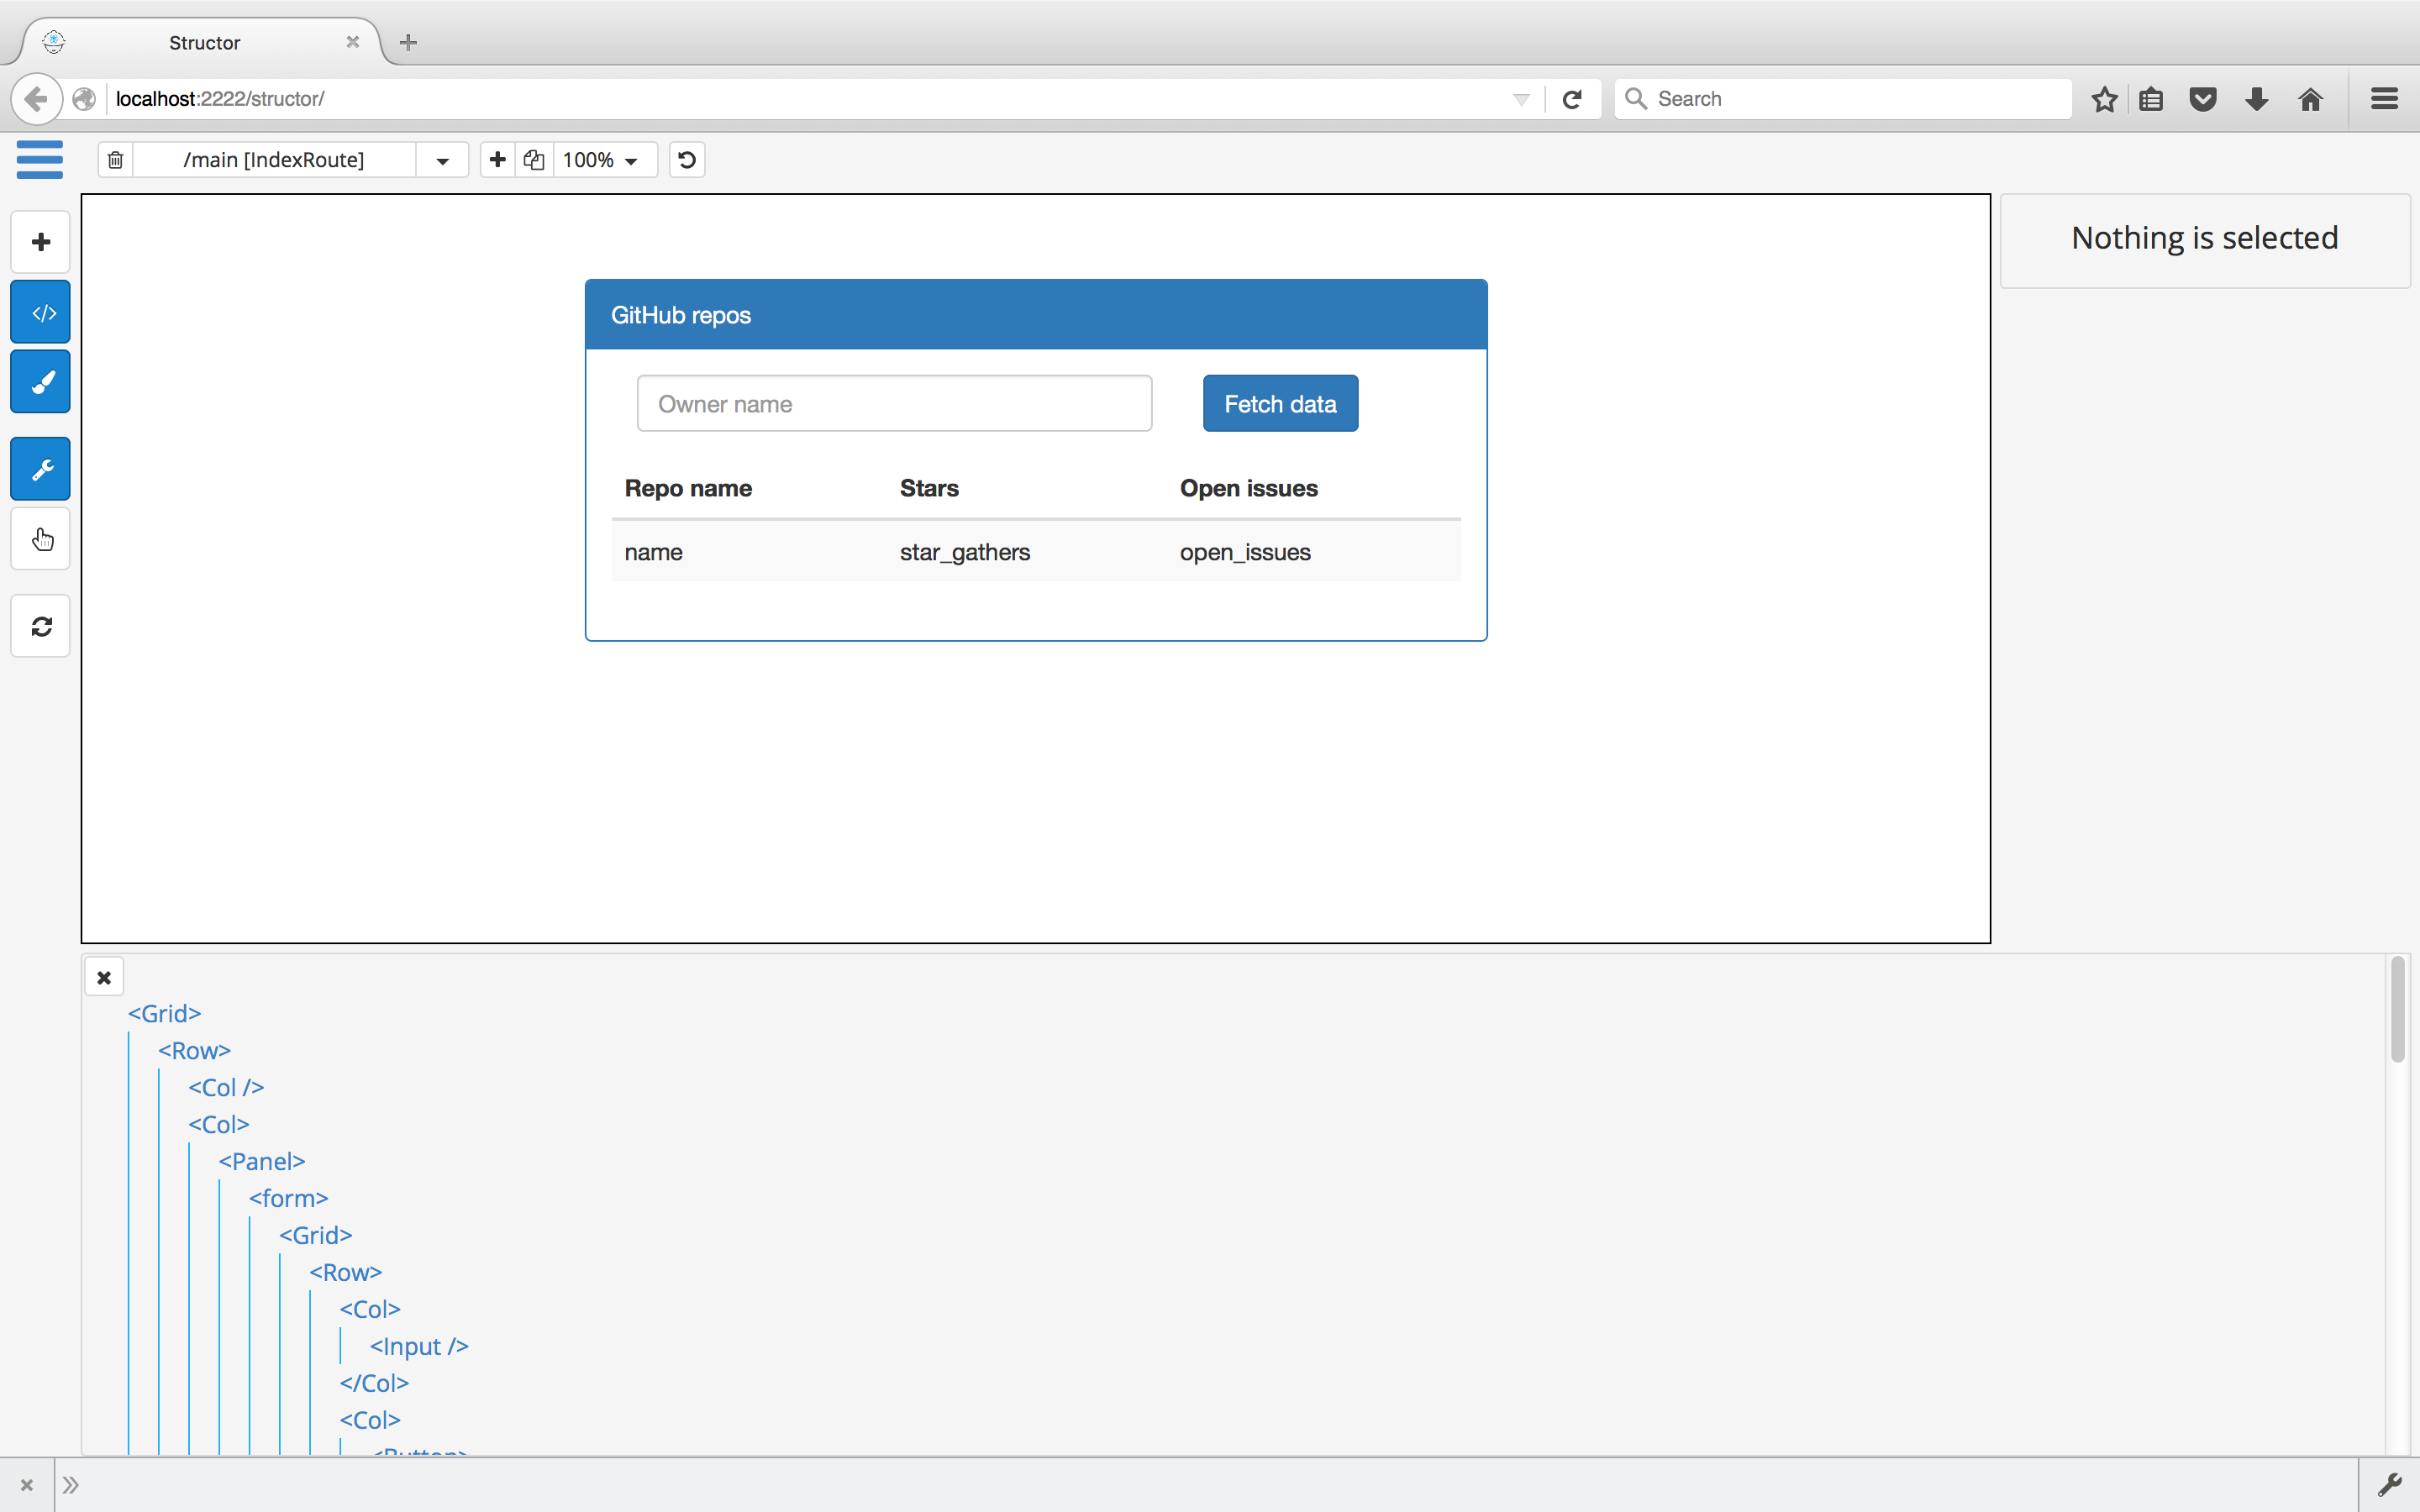 Structor
localhost:2222/structor/
Search
/main [IndexRoute]
100%
Nothing is selected
GitHub repos
Owner name
Fetch data
Repo name Stars Open issues
name star_gathers open_issues
<Grid>
<Row>
<Col />
<Col>
<Panel>
<form>
<Grid>
<Row>
<Col>
<Input />
</Col>
<Col>
<Button>